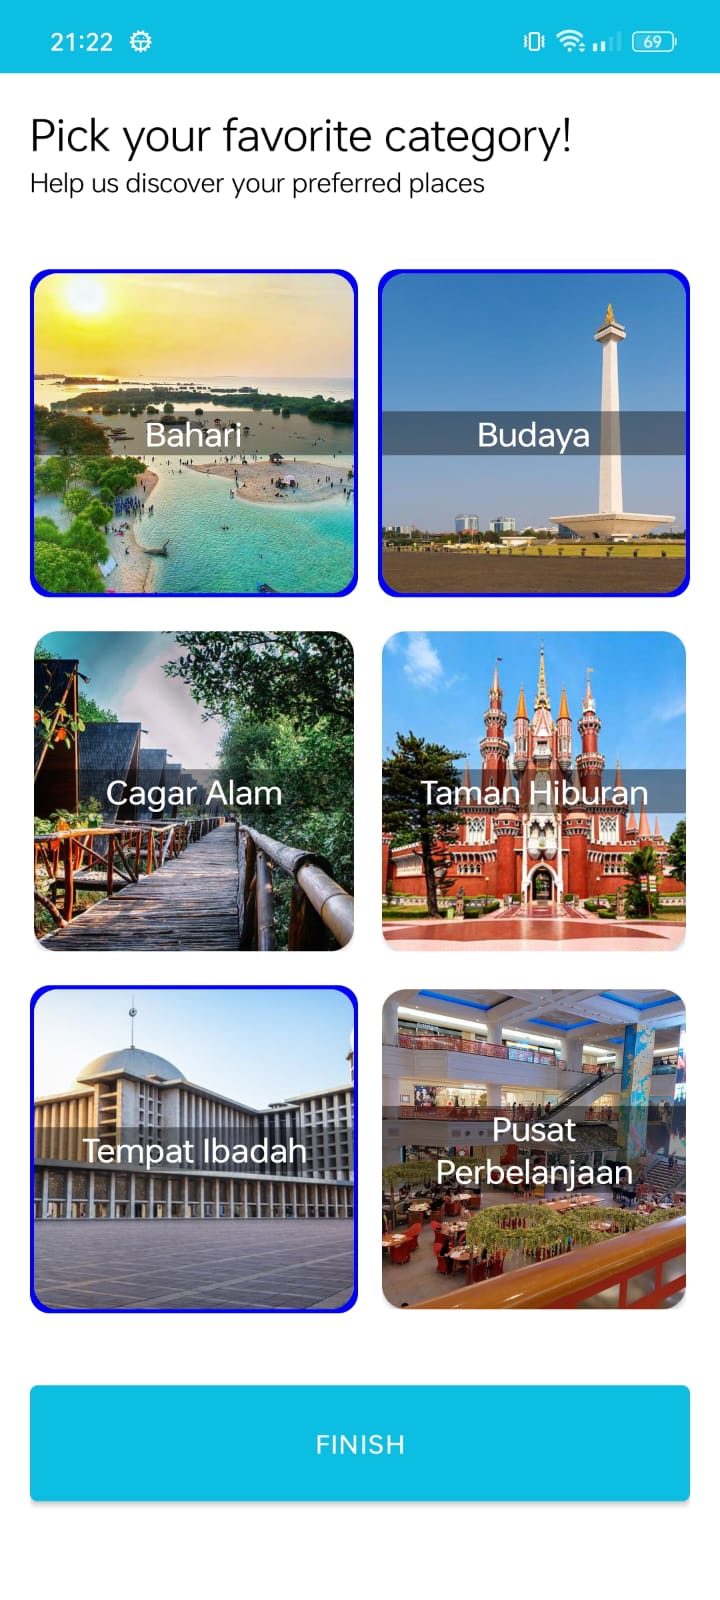 21:22
69
Pick your favorite category!
Help us discover your preferred places
Bahari
Budaya
Cagar Alam
Taman Hiburan
Tempat Ibadah
Pusat
Perbelanjaan
FINISH